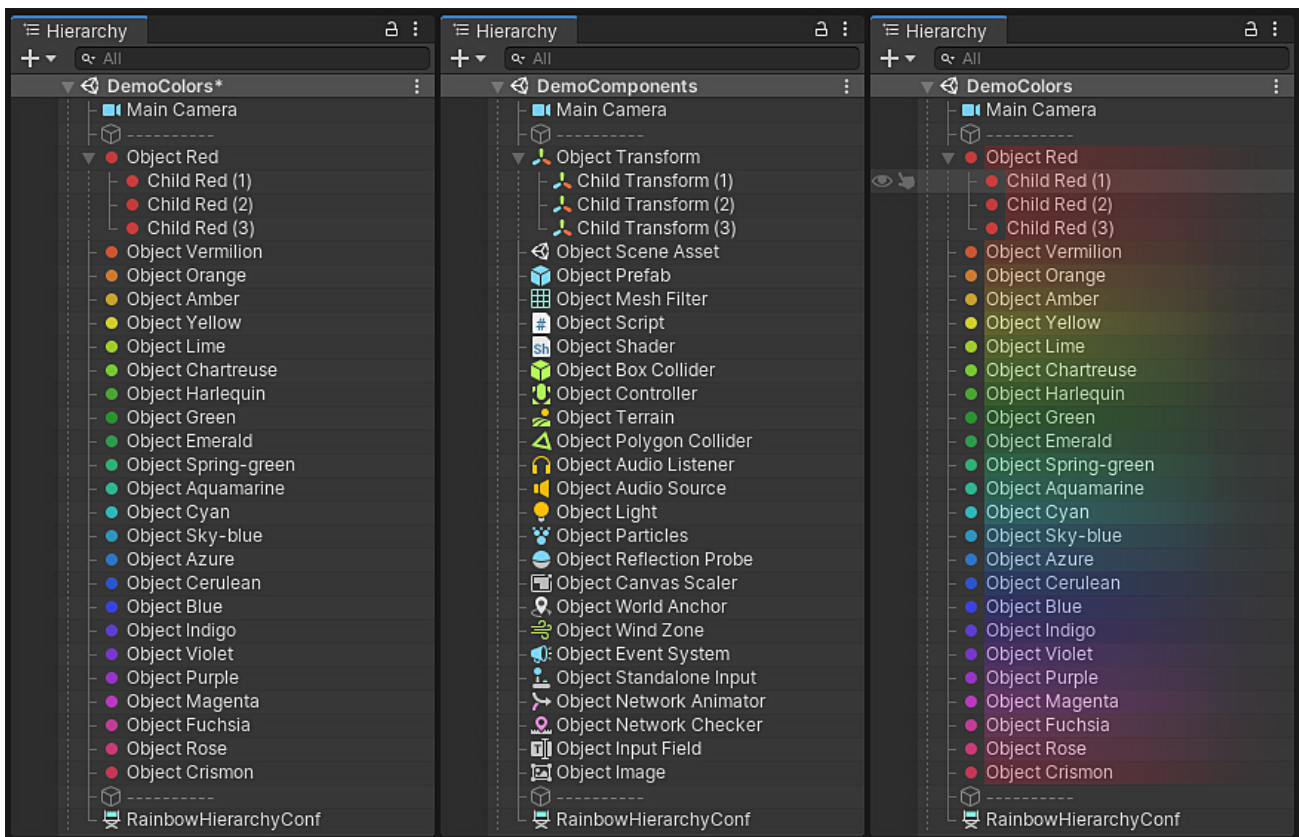 Hierarchy
All
DemoColors*
Main Camera
----------
Object Red
Child Red (1)
Child Red (2)
Child Red (3)
Object Vermilion
Object Orange
Object Amber
Object Yellow
Object Lime
Object Chartreuse
Object Harlequin
Object Green
Object Emerald
Object Spring-green
Object Aquamarine
Object Cyan
Object Sky-blue
Object Azure
Object Cerulean
Object Blue
Object Indigo
Object Violet
Object Purple
Object Magenta
Object Fuchsia
Object Rose
Object Crismon
----------
RainbowHierarchyConf
Hierarchy
All
DemoComponents
Main Camera
----------
Object Transform
Child Transform (1)
Child Transform (2)
Child Transform (3)
Object Scene Asset
Object Prefab
Object Mesh Filter
# Object Script
Sh Object Shader
Object Box Collider
Object Controller
Object Terrain
Object Polygon Collider
Object Audio Listener
Object Audio Source
Object Light
Object Particles
Object Reflection Probe
Object Canvas Scaler
Object World Anchor
Object Wind Zone
Object Event System
Object Standalone Input
Object Network Animator
Object Network Checker
T Object Input Field
Object Image
----------
RainbowHierarchyConf
Hierarchy
All
DemoColors
Main Camera
----------
Object Red
Child Red (1)
Child Red (2)
Child Red (3)
Object Vermilion
Object Orange
Object Amber
Object Yellow
Object Lime
Object Chartreuse
Object Harlequin
Object Green
Object Emerald
Object Spring-green
Object Aquamarine
Object Cyan
Object Sky-blue
Object Azure
Object Cerulean
Object Blue
Object Indigo
Object Violet
Object Purple
Object Magenta
Object Fuchsia
Object Rose
Object Crismon
----------
RainbowHierarchyConf